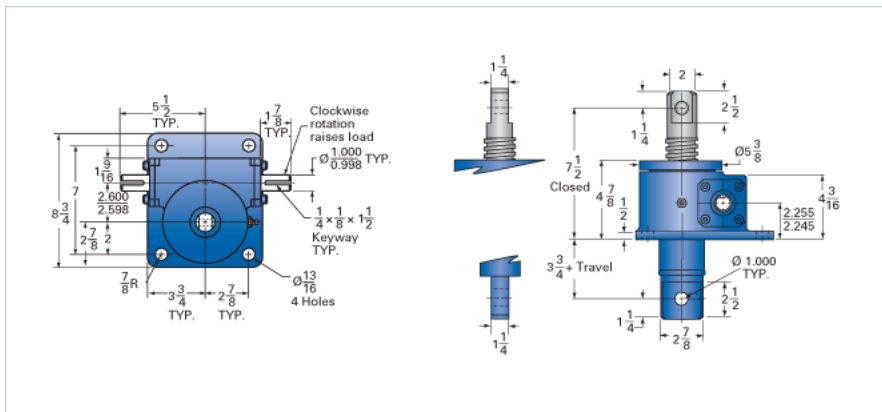 5 1/2
TYP.
1 7/8
TYP.
Clockwise
rotation
raises load
Ø 1.000/0.998 TYP.
1 9/16
7
8 3/4
2.600/2.598
2 7/8
2
1/4 x 1/8 x 1 1/2
Keyway
TYP.
7/8 R
3 3/4
TYP.
2 7/8
TYP.
Ø 13/16
4 Holes
1 1/4
1 1/4
2
2 1/2
1 1/4
7 1/2
Closed
Ø5 3/8
4 7/8
1/2
4 3/16
2.255/2.245
3 3/4 + Travel
Ø 1.000
TYP.
2 1/2
1 1/4
2 7/8